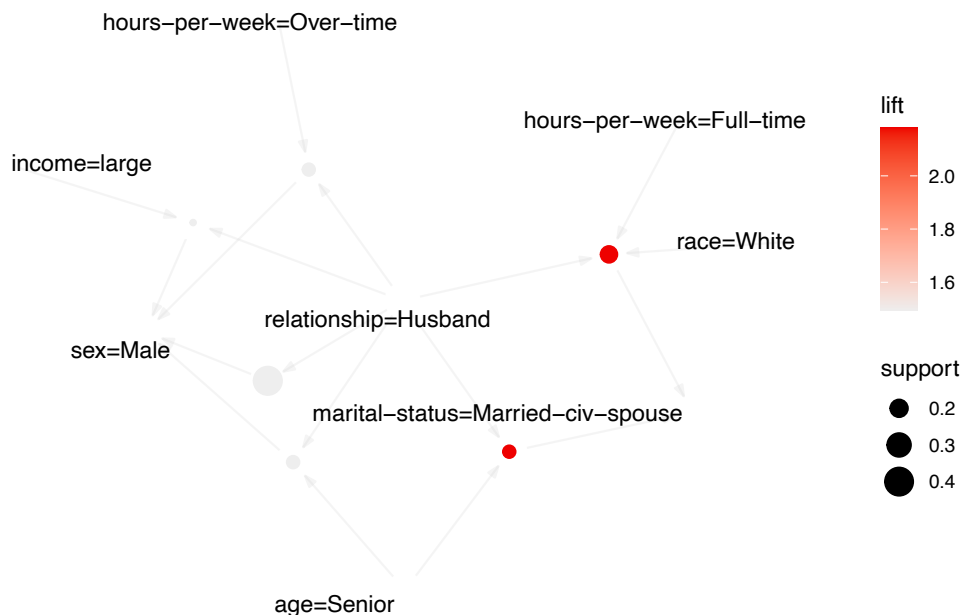 hours-per-week=Over-time
hours-per-week=Full-time
income=large
race=White
relationship=Husband
sex=Male
marital-status=Married-civ-spouse
age=Senior
lift
2.0
1.8
1.6
support
0.2
0.3
0.4